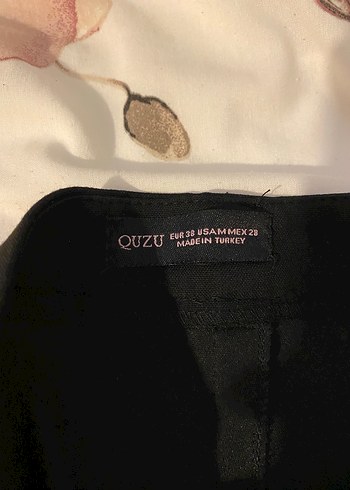 QUZU
EUR 38 USA M MEX 28
MADE IN TURKEY